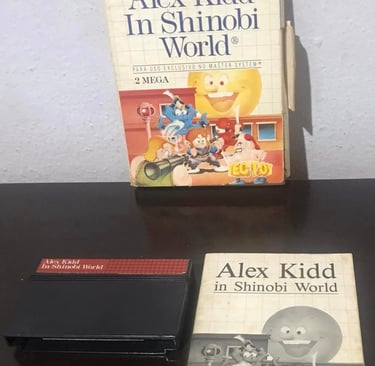 Alex Kidd
In Shinobi
World®
PARA USO EXCLUSIVO NO MASTER SYSTEM®
2 MEGA
TEC TOY
Alex Kidd
In Shinobi World
Alex Kidd
in Shinobi World